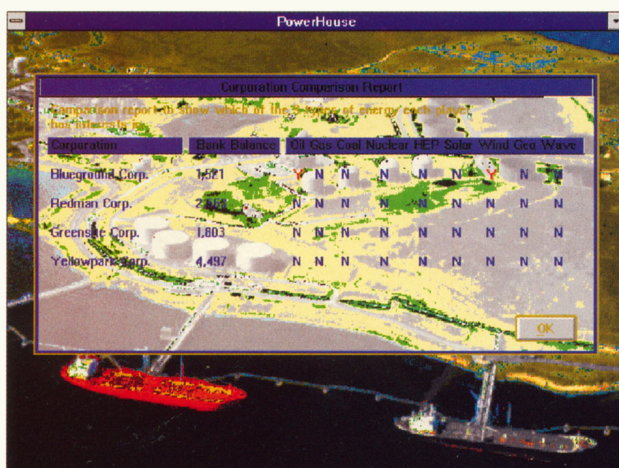 PowerHouse
Corporation Comparison Report
Comparison report to show which of the 9 types of energy each player
has interests in.
Corporation Bank Balance Oil Gas Coal Nuclear HEP Solar Wind Geo Wave
Blueground Corp. 1,521 Y N N N N N Y N N
Redman Corp. N N N N N N N N N
Greensite Corp. 1,803 N N N N N N N N N
Yellowpark Corp. 4,497 N N N N N N N N N
OK